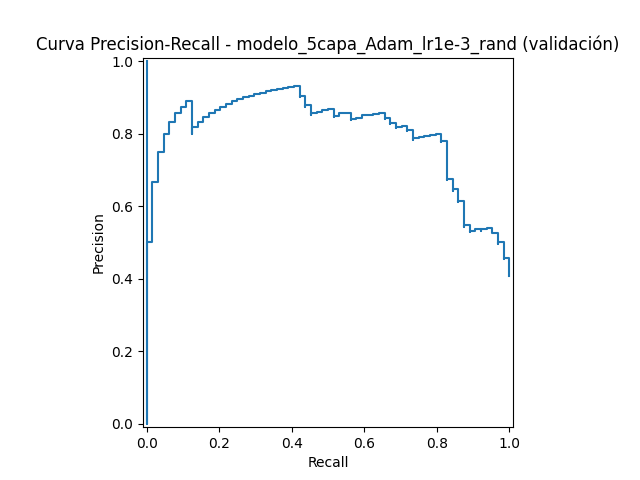 Curva Precision-Recall - modelo_5capa_Adam_lr1e-3_rand (validación)
1.0
0.8
0.6
0.4
0.2
0.0
Precision
0.0 0.2 0.4 0.6 0.8 1.0
Recall